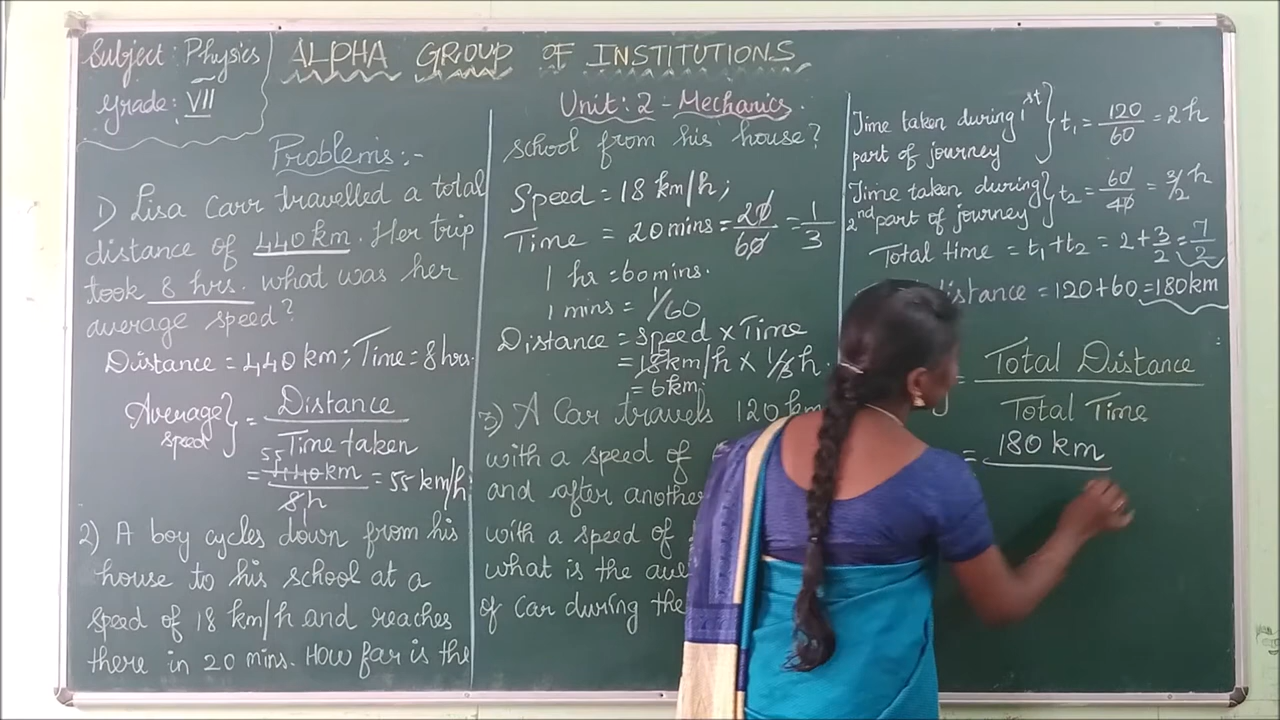 Subject: Physics
Grade: VII
ALPHA GROUP OF INSTITUTIONS
Unit: 2 - Mechanics.
Problems:-
1) Lisa Carr travelled a total
distance of 440 km. Her trip
took 8 hrs. what was her
average speed?
Distance = 440 km; Time = 8 hrs.
Average speed } = Distance / Time taken
= 440 km / 8 h = 55 km/h
2) A boy cycles down from his
house to his school at a
speed of 18 km/h and reaches
there in 20 mins. How far is the
school from his house?
Speed = 18 km/h;
Time = 20 mins = 20/60 = 1/3
1 hr = 60 mins.
1 mins = 1/60
Distance = speed x Time
= 18 km/h x 1/3 h.
= 6 km.
3) A Car travels 120 km
with a speed of
and after another
with a speed of
what is the
of Car during the
Time taken during 1st
part of journey } t1 = 120/60 = 2 h
Time taken during
2nd part of journey } t2 = 60/40 = 3/2 h
Total time = t1 + t2 = 2 + 3/2 = 7/2
distance = 120 + 60 = 180 km
= Total Distance
Total Time
= 180 km